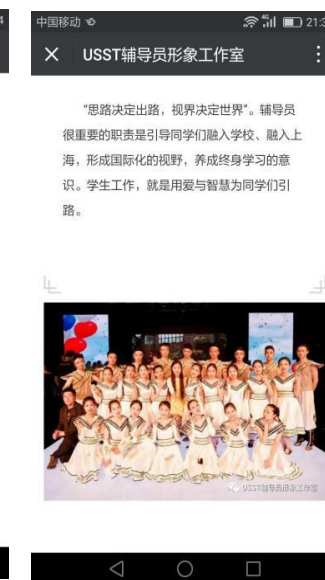 4
中国移动 21:3
USST辅导员形象工作室
“思路决定出路，视界决定世界”。辅导员
很重要的职责是引导同学们融入学校、融入上
海，形成国际化的视野，养成终身学习的意
识。学生工作，就是用爱与智慧为同学们引
路。
USST辅导员形象工作室